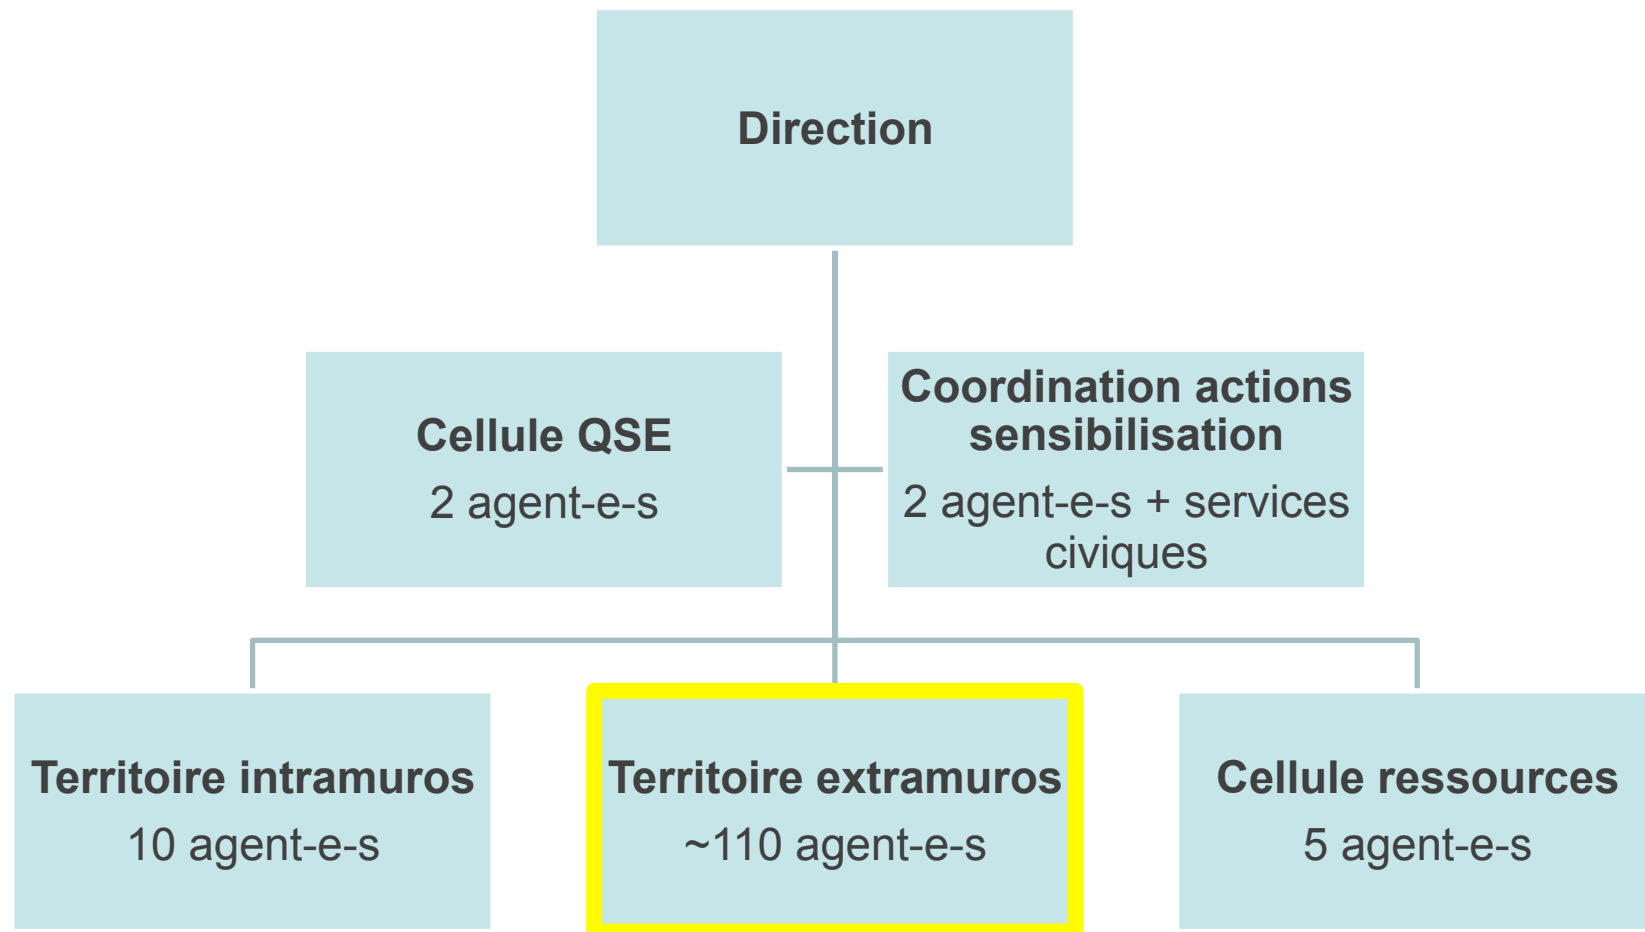 Direction
Cellule QSE
2 agent-e-s
Coordination actions
sensibilisation
2 agent-e-s + services
civiques
Territoire intramuros
10 agent-e-s
Territoire extramuros
~110 agent-e-s
Cellule ressources
5 agent-e-s